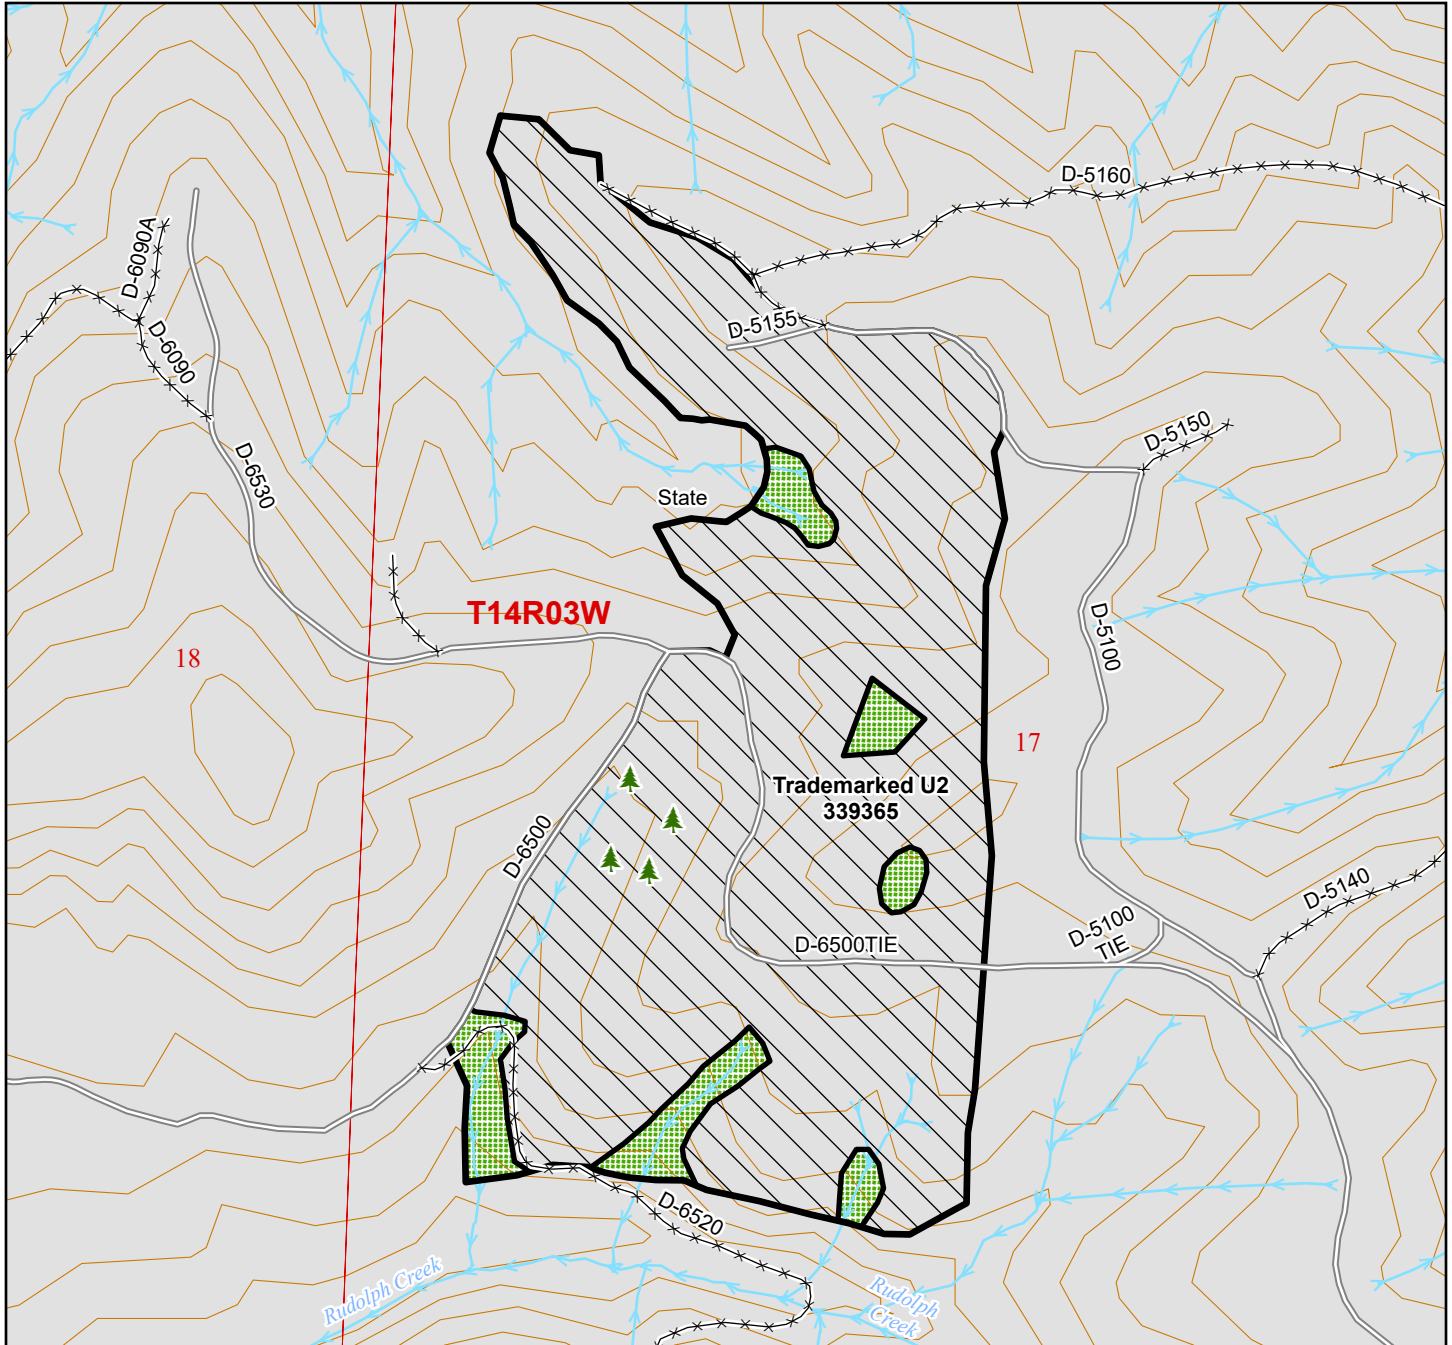 D-5160
D-6090A
D-5155
D-6090
D-5150
D-6530
State
T14R03W
D-5100
18
17
Trademarked U2
339365
D-6500
D-5140
D-5100
TIE
D-6500TIE
D-6520
Rudolph Creek
Rudolph
Creek